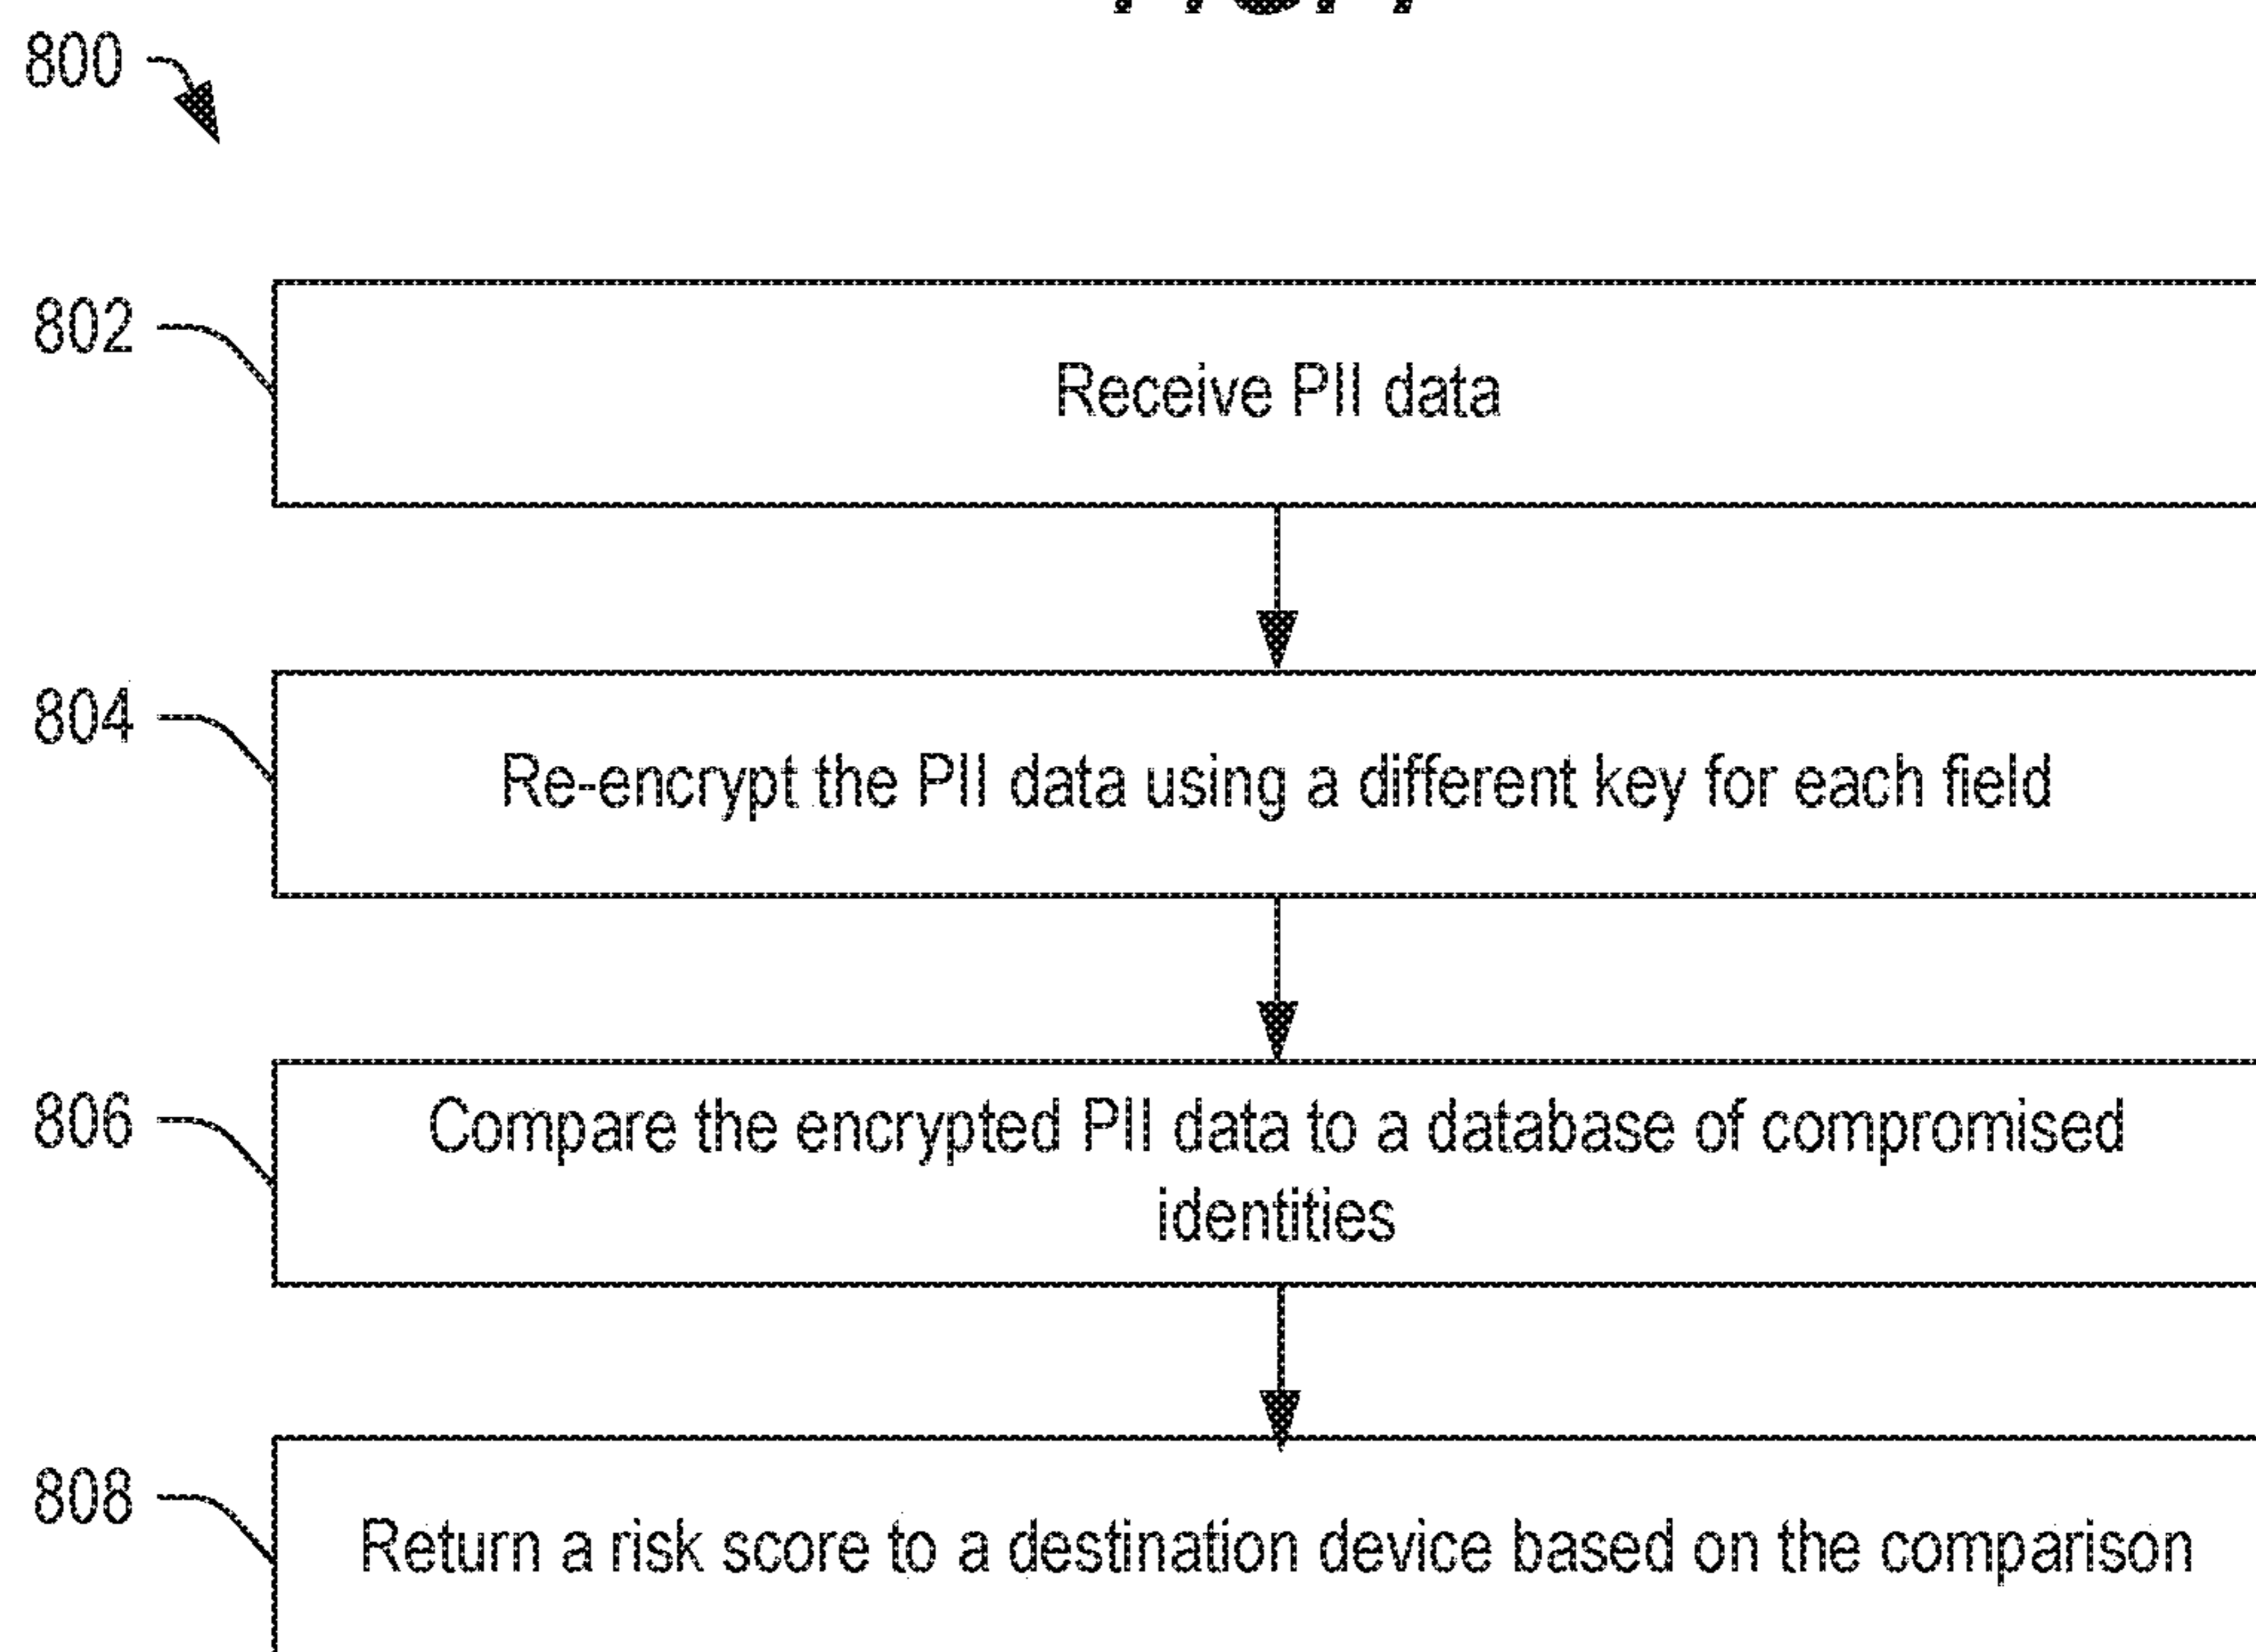 800
802
Receive PII data
804
Re-encrypt the PII data using a different key for each field
806
Compare the encrypted PII data to a database of compromised
identities
808
Return a risk score to a destination device based on the comparison